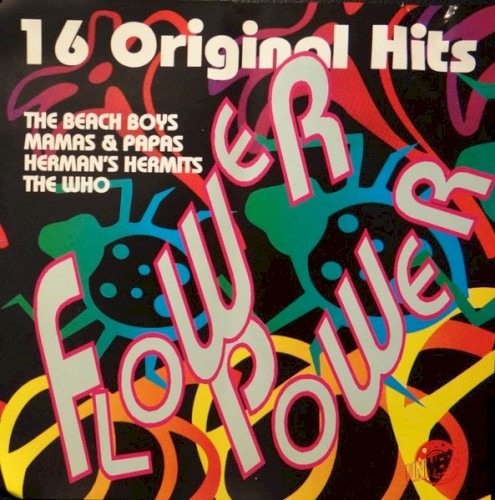 16 Original Hits
THE BEACH BOYS
MAMAS & PAPAS
HERMAN'S HERMITS
THE WHO
FLOWER
POWER